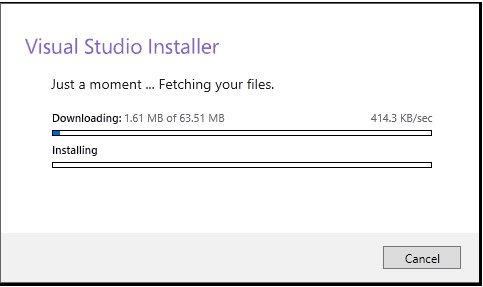 Visual Studio Installer
Just a moment ... Fetching your files.
Downloading: 1.61 MB of 63.51 MB 414.3 KB/sec
Installing
Cancel